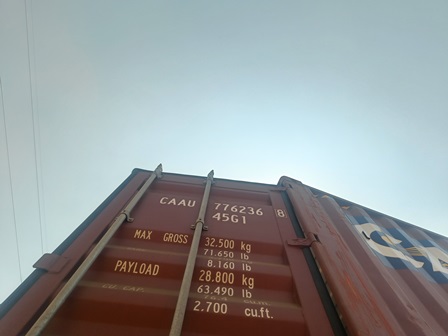 CAAU 776236 8
45G1
MAX GROSS 32.500 kg
71.650 lb
8.160 lb
PAYLOAD 28.800 kg
63.490 lb
2.700 cu.ft.